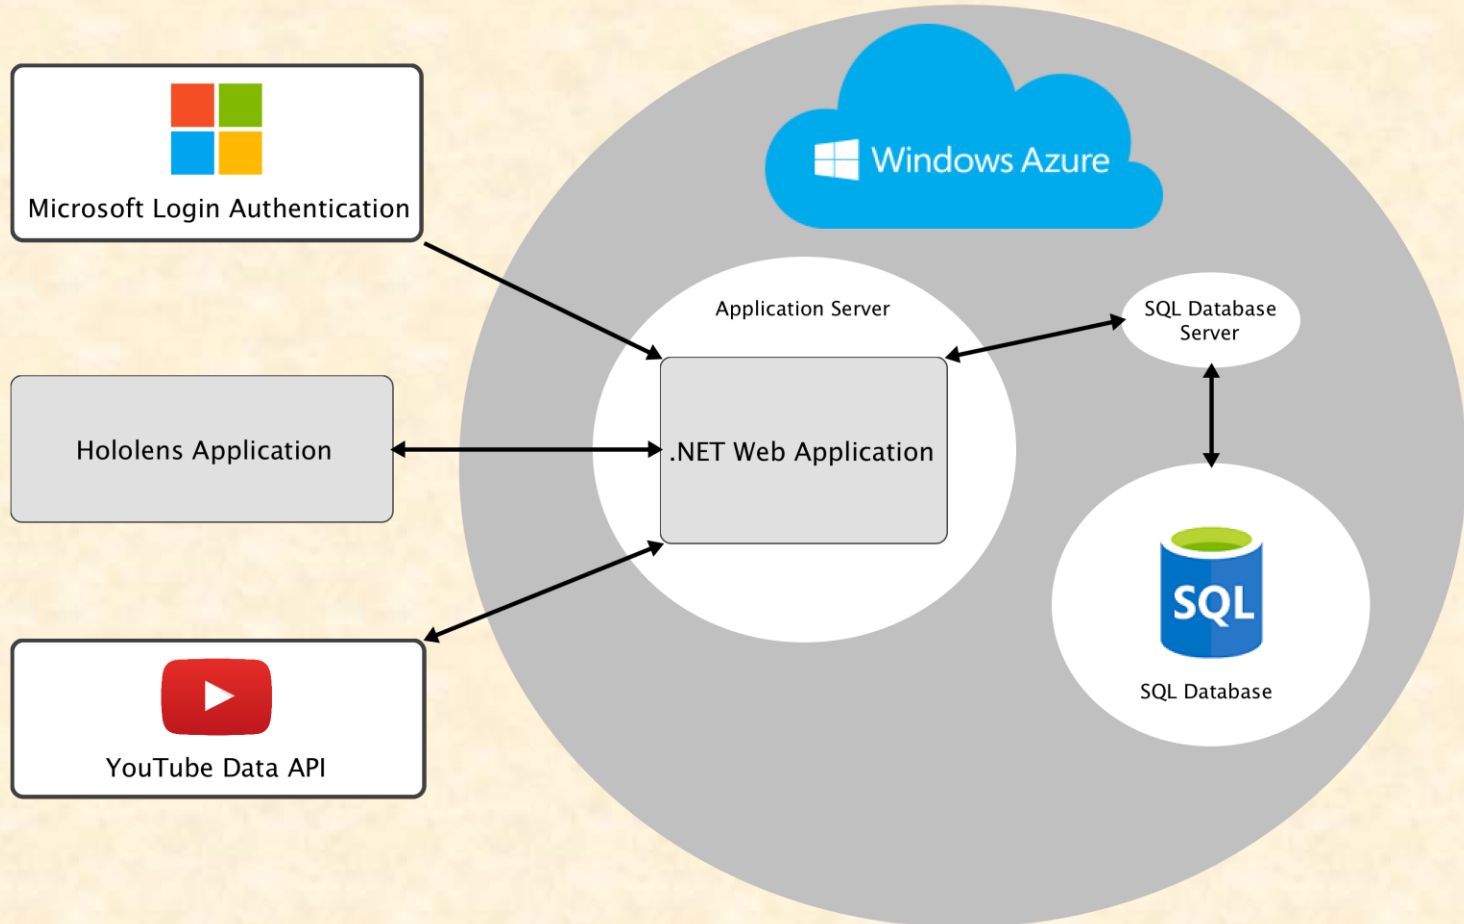 Windows Azure
Microsoft Login Authentication
Application Server
SQL Database
Server
Hololens Application
.NET Web Application
SQL
SQL Database
YouTube Data API